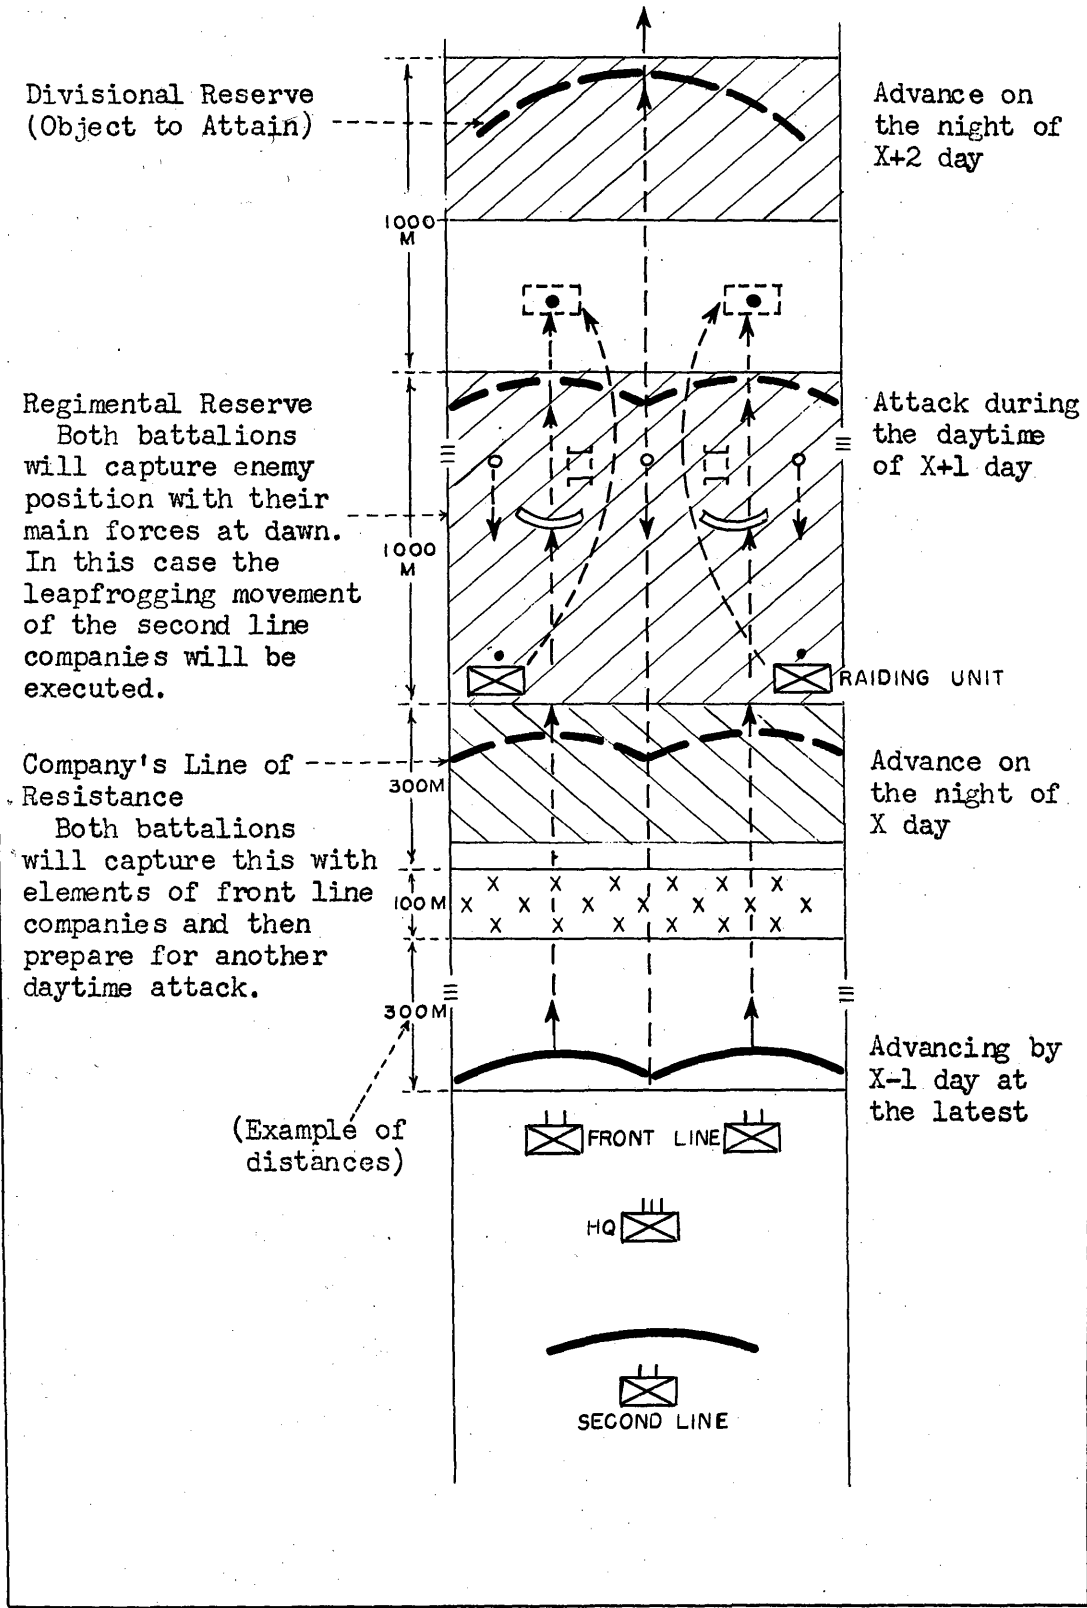 Divisional Reserve
(Object to Attain)
Advance on
the night of
X+2 day
1000
M
Regimental Reserve
Both battalions
will capture enemy
position with their
main forces at dawn.
In this case the
leapfrogging movement
of the second line
companies will be
executed.
1000
M
Attack during
the daytime
of X+1 day
RAIDING UNIT
Company's Line of
Resistance
Both battalions
will capture this with
elements of front line
companies and then
prepare for another
daytime attack.
300M
Advance on
the night of
X day
100M
X X X X X X
X X X X X X X
X X X X X X
300M
Advancing by
X-1 day at
the latest
(Example of
distances)
FRONT LINE
HQ
SECOND LINE